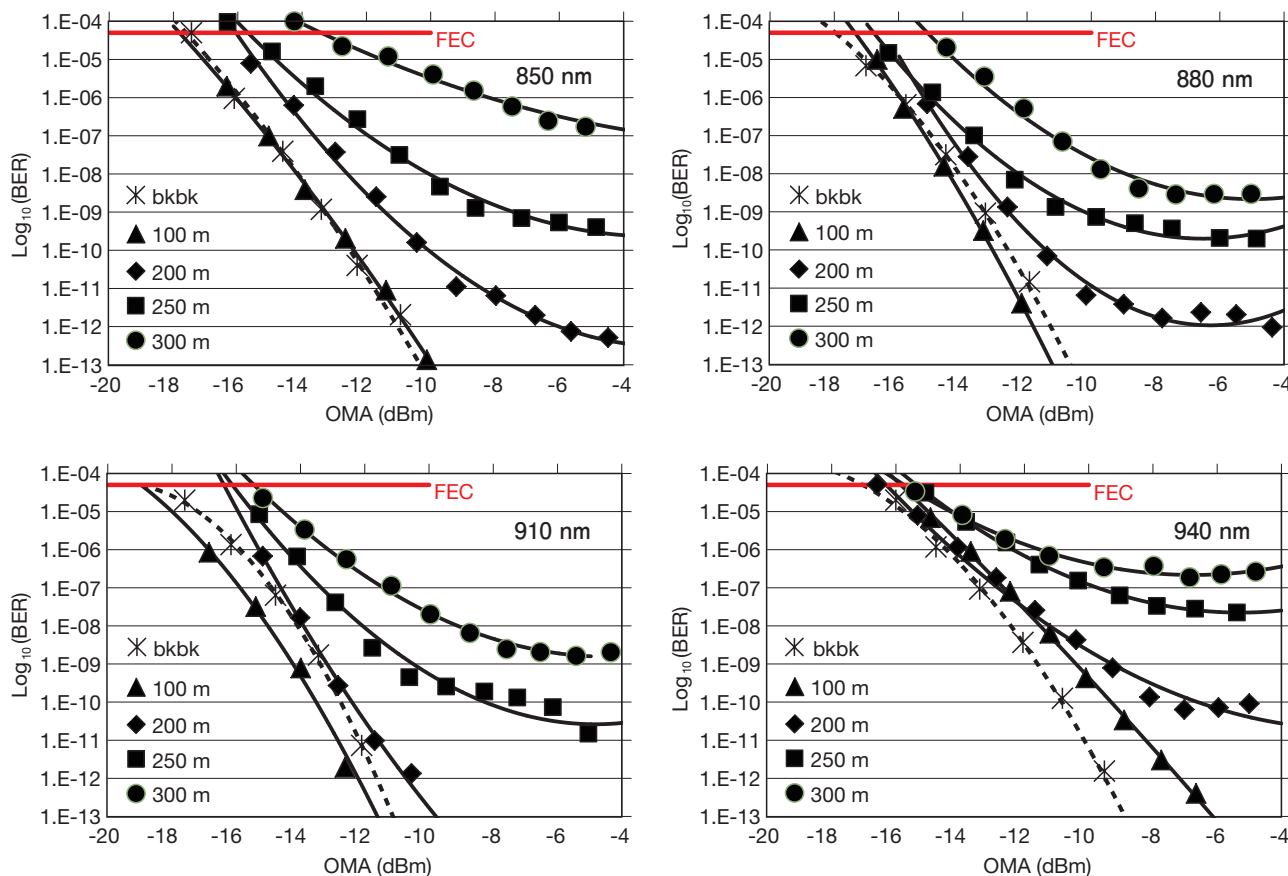 1.E-04
1.E-05
1.E-06
1.E-07
1.E-08
1.E-09
1.E-10
1.E-11
1.E-12
1.E-13
Log₁₀(BER)
FEC
850 nm
bkbk
100 m
200 m
250 m
300 m
-20 -18 -16 -14 -12 -10 -8 -6 -4
OMA (dBm)
1.E-04
1.E-05
1.E-06
1.E-07
1.E-08
1.E-09
1.E-10
1.E-11
1.E-12
1.E-13
Log₁₀(BER)
FEC
880 nm
bkbk
100 m
200 m
250 m
300 m
-20 -18 -16 -14 -12 -10 -8 -6 -4
OMA (dBm)
1.E-04
1.E-05
1.E-06
1.E-07
1.E-08
1.E-09
1.E-10
1.E-11
1.E-12
1.E-13
Log₁₀(BER)
FEC
910 nm
bkbk
100 m
200 m
250 m
300 m
-20 -18 -16 -14 -12 -10 -8 -6 -4
OMA (dBm)
1.E-04
1.E-05
1.E-06
1.E-07
1.E-08
1.E-09
1.E-10
1.E-11
1.E-12
1.E-13
Log₁₀(BER)
FEC
940 nm
bkbk
100 m
200 m
250 m
300 m
-20 -18 -16 -14 -12 -10 -8 -6 -4
OMA (dBm)